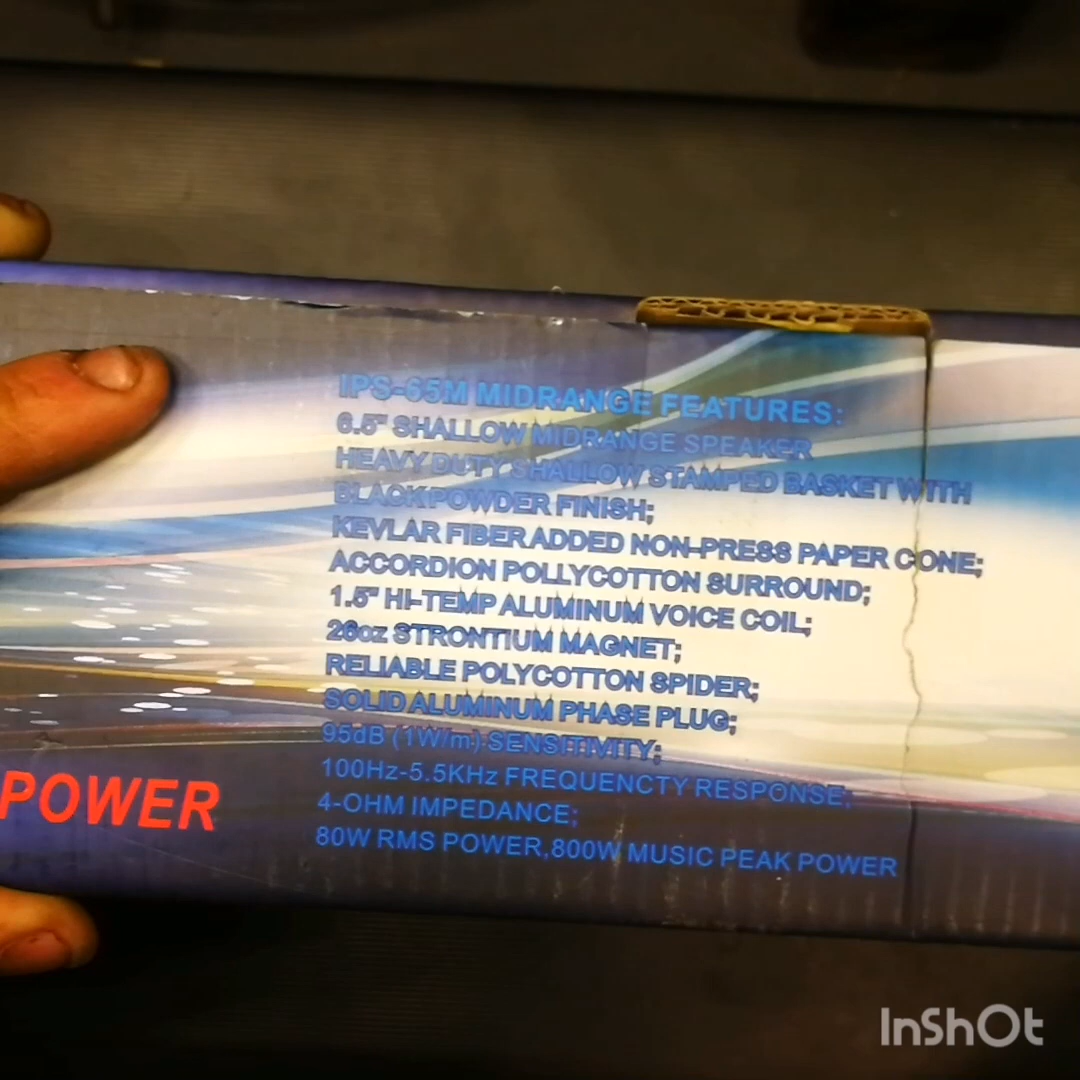 IPS-65M MIDRANGE FEATURES:
6.5" SHALLOW MIDRANGE SPEAKER
HEAVY DUTY SHALLOW STAMPED BASKET WITH
BLACK POWDER FINISH;
KEVLAR FIBER ADDED NON-PRESS PAPER CONE;
ACCORDION POLLYCOTTON SURROUND;
1.5" HI-TEMP ALUMINUM VOICE COIL;
26oz STRONTIUM MAGNET;
RELIABLE POLYCOTTON SPIDER;
SOLID ALUMINUM PHASE PLUG;
95dB (1W/m) SENSITIVITY;
100Hz-5.5KHz FREQUENCTY RESPONSE;
4-OHM IMPEDANCE;
80W RMS POWER,800W MUSIC PEAK POWER
POWER
InShOt